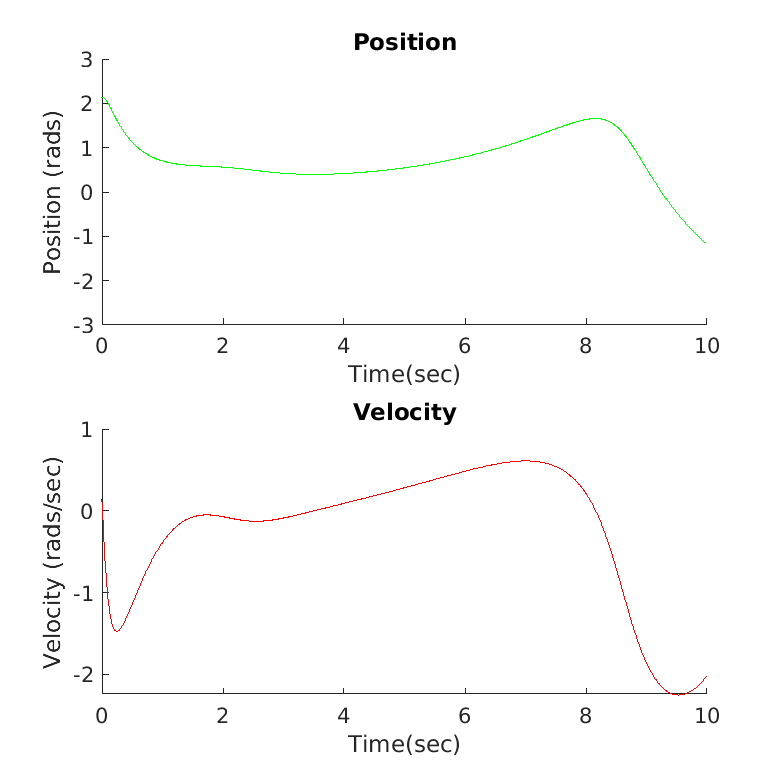 Position
Position (rads)
3
2
1
0
-1
-2
-3
0 2 4 6 8 10
Time(sec)
Velocity
Velocity (rads/sec)
1
0
-1
-2
0 2 4 6 8 10
Time(sec)